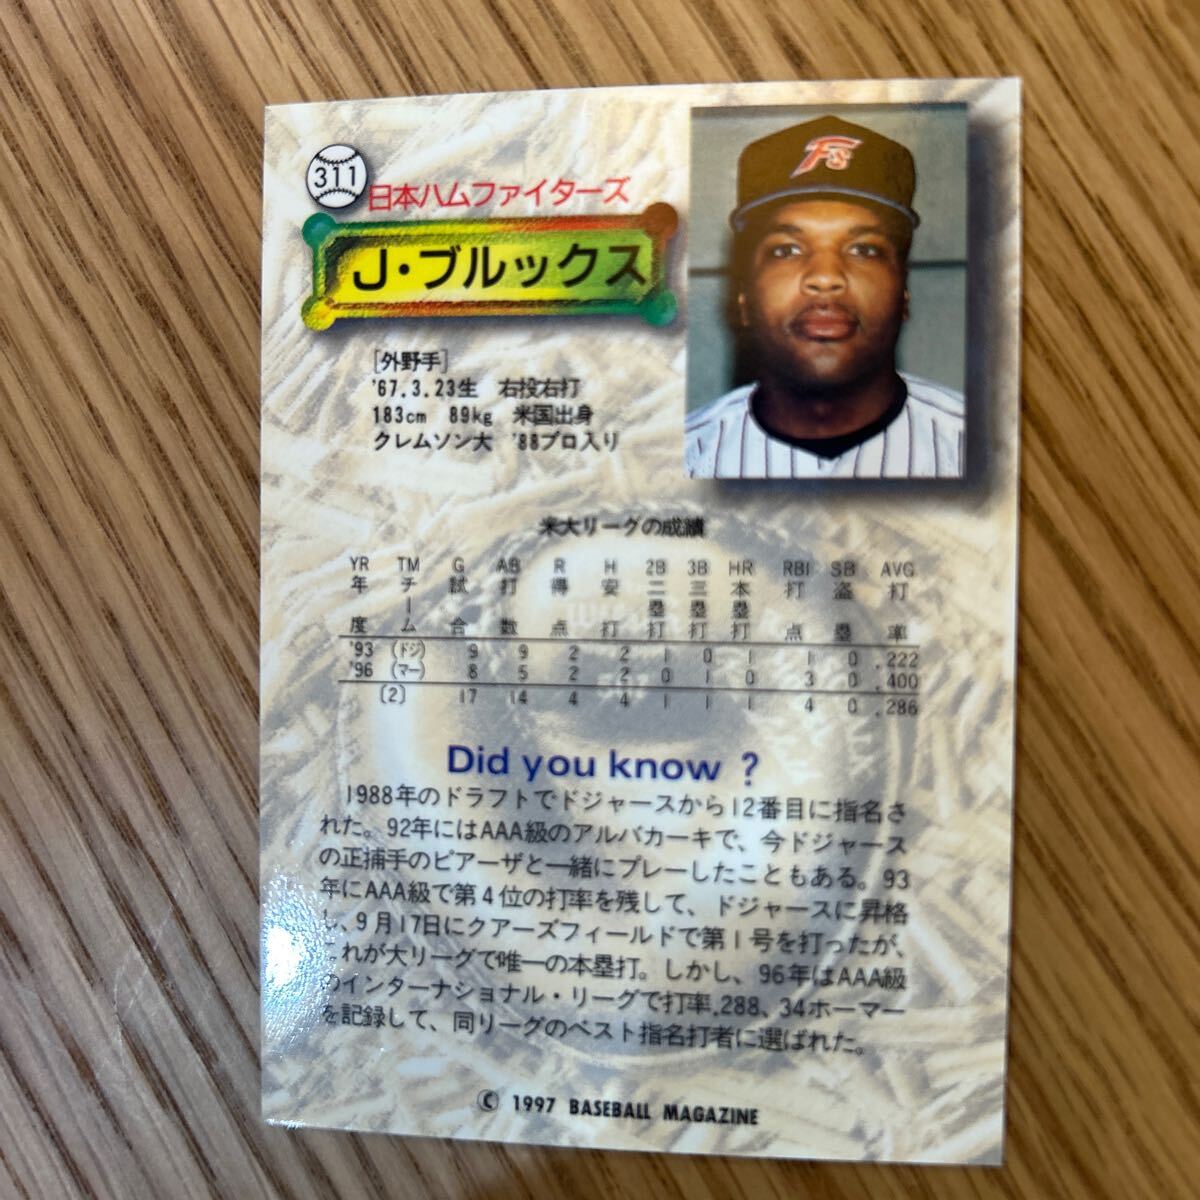 311
日本ハムファイターズ
J・ブルックス
Fs
[外野手]
'67.3.23生 右投右打
183cm 89kg 米国出身
クレムソン大 '88プロ入り
米大リーグの成績
YR TM G AB R H 2B 3B HR RBI SB AVG
年度 チーム 試合 打数 得点 安打 二塁打 三塁打 本塁打 打点 盗塁 打率
'93 (ドジ) 9 9 2 2 1 0 1 1 0 .222
'96 (マー) 8 5 2 2 0 1 0 3 0 .400
(2) 17 14 4 4 1 1 1 4 0 .286
Did you know ?
1988年のドラフトでドジャースから12番目に指名さ
れた。92年にはAAA級のアルバカーキで、今ドジャース
の正捕手のピアーザと一緒にプレーしたこともある。93
年にAAA級で第4位の打率を残して、ドジャースに昇格
し、9月17日にクアーズフィールドで第1号を打ったが、
これが大リーグで唯一の本塁打。しかし、96年はAAA級
のインターナショナル・リーグで打率.288、34ホーマー
を記録して、同リーグのベスト指名打者に選ばれた。
© 1997 BASEBALL MAGAZINE